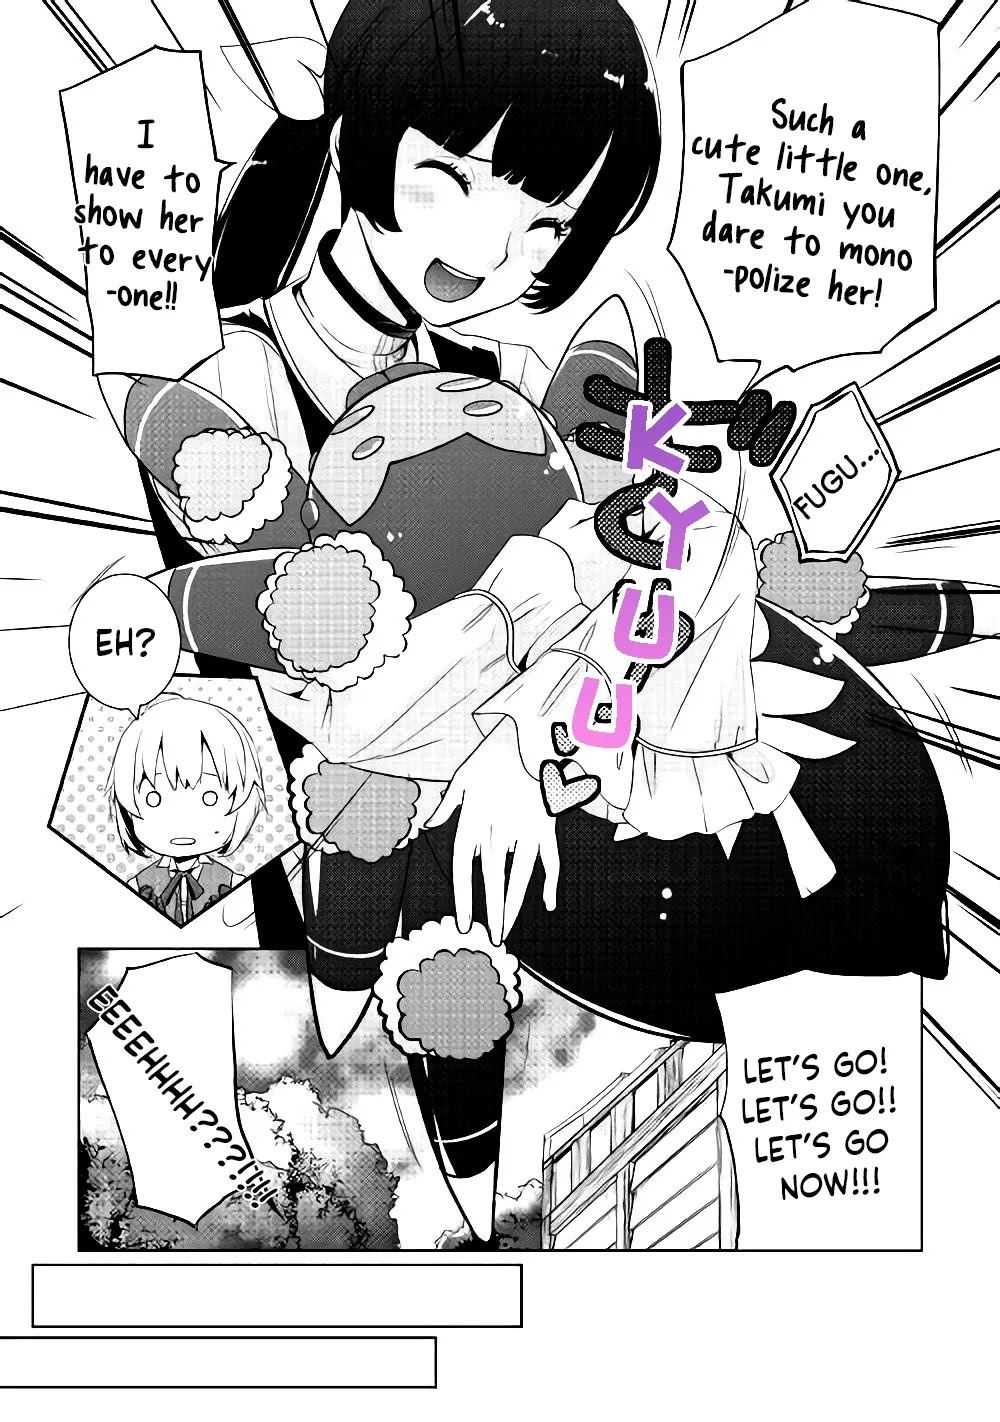 Such a
cute little one,
Takumi you
dare to mono
-polize her!
I
have to
show her
to every
-one!!
FUGU...
KYUU
EH?
LET'S GO!
LET'S GO!!
LET'S GO
NOW!!!
EEEEHHHH???!!!!